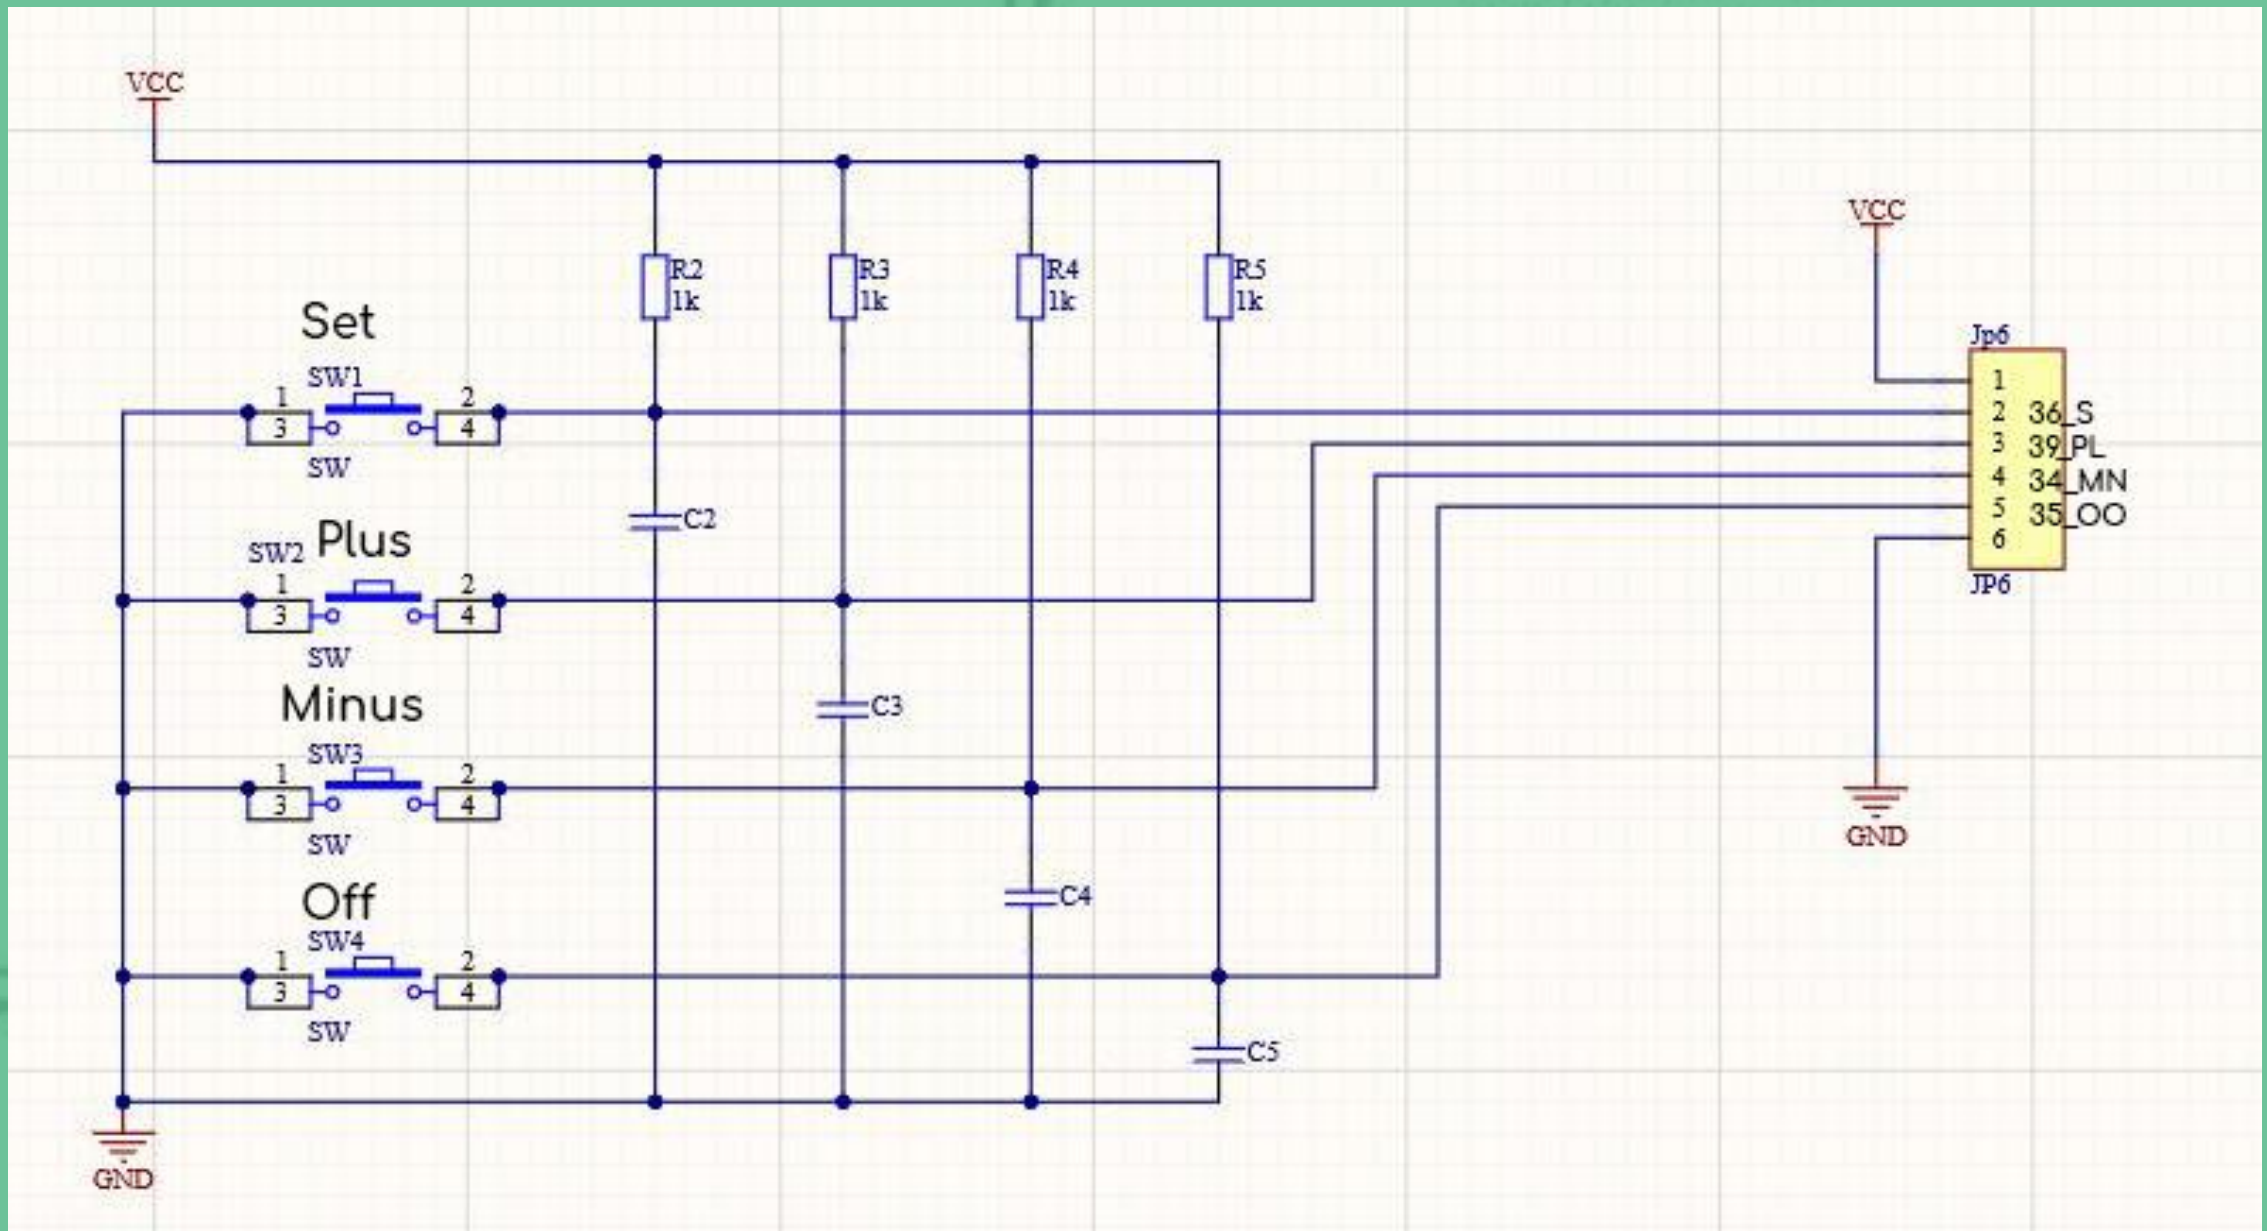 VCC
VCC
R2
1k
R3
1k
R4
1k
R5
1k
Set
SW1
1
2
3
4
SW
Jp6
1
2 36_S
3 39_PL
4 34_MN
5 35_OO
6
JP6
C2
Plus
SW2
1
2
3
4
SW
C3
Minus
SW3
1
2
3
4
SW
GND
C4
Off
SW4
1
2
3
4
SW
C5
GND